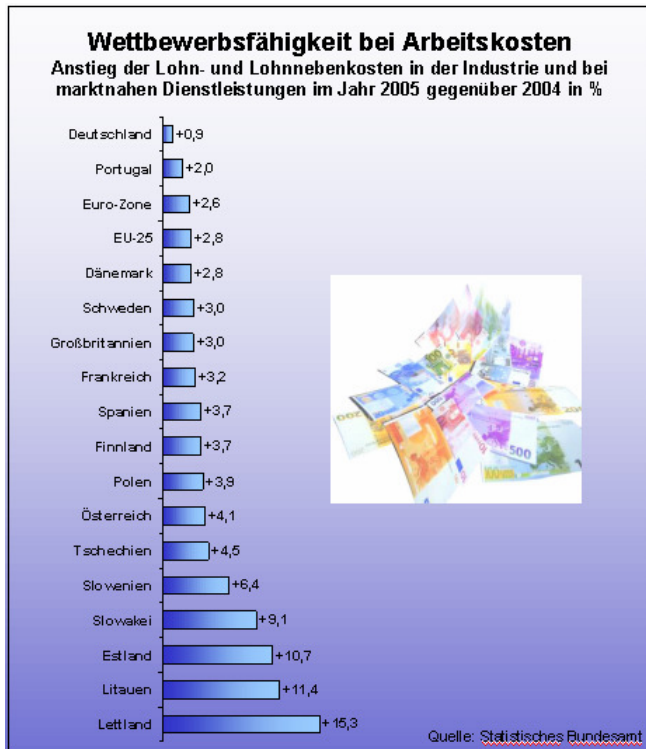 Wettbewerbsfähigkeit bei Arbeitskosten
Anstieg der Lohn- und Lohnnebenkosten in der Industrie und bei
marktnahen Dienstleistungen im Jahr 2005 gegenüber 2004 in %
Deutschland +0,9
Portugal +2,0
Euro-Zone +2,6
EU-25 +2,8
Dänemark +2,8
Schweden +3,0
Großbritannien +3,0
Frankreich +3,2
Spanien +3,7
Finnland +3,7
Polen +3,9
Österreich +4,1
Tschechien +4,5
Slowenien +6,4
Slowakei +9,1
Estland +10,7
Litauen +11,4
Lettland +15,3
500
200
100
Quelle: Statistisches Bundesamt